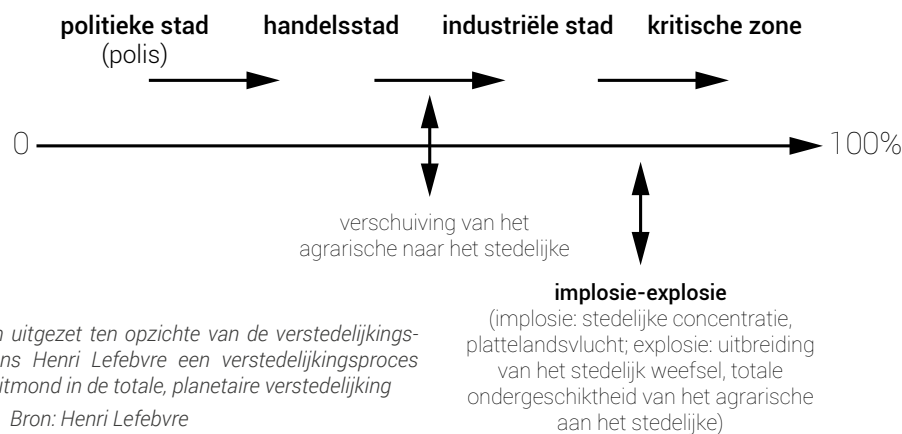 politieke stad handelsstad industriële stad kritische zone
(polis)
0 100%
verschuiving van het
agrarische naar het stedelijke
implosie-explosie
(implosie: stedelijke concentratie,
plattelandsvlucht; explosie: uitbreiding
van het stedelijk weefsel, totale
ondergeschiktheid van het agrarische
aan het stedelijke)
uitgezet ten opzichte van de verstedelijkings-
Henri Lefebvre een verstedelijkingsproces
in de totale, planetaire verstedelijking
Bron: Henri Lefebvre